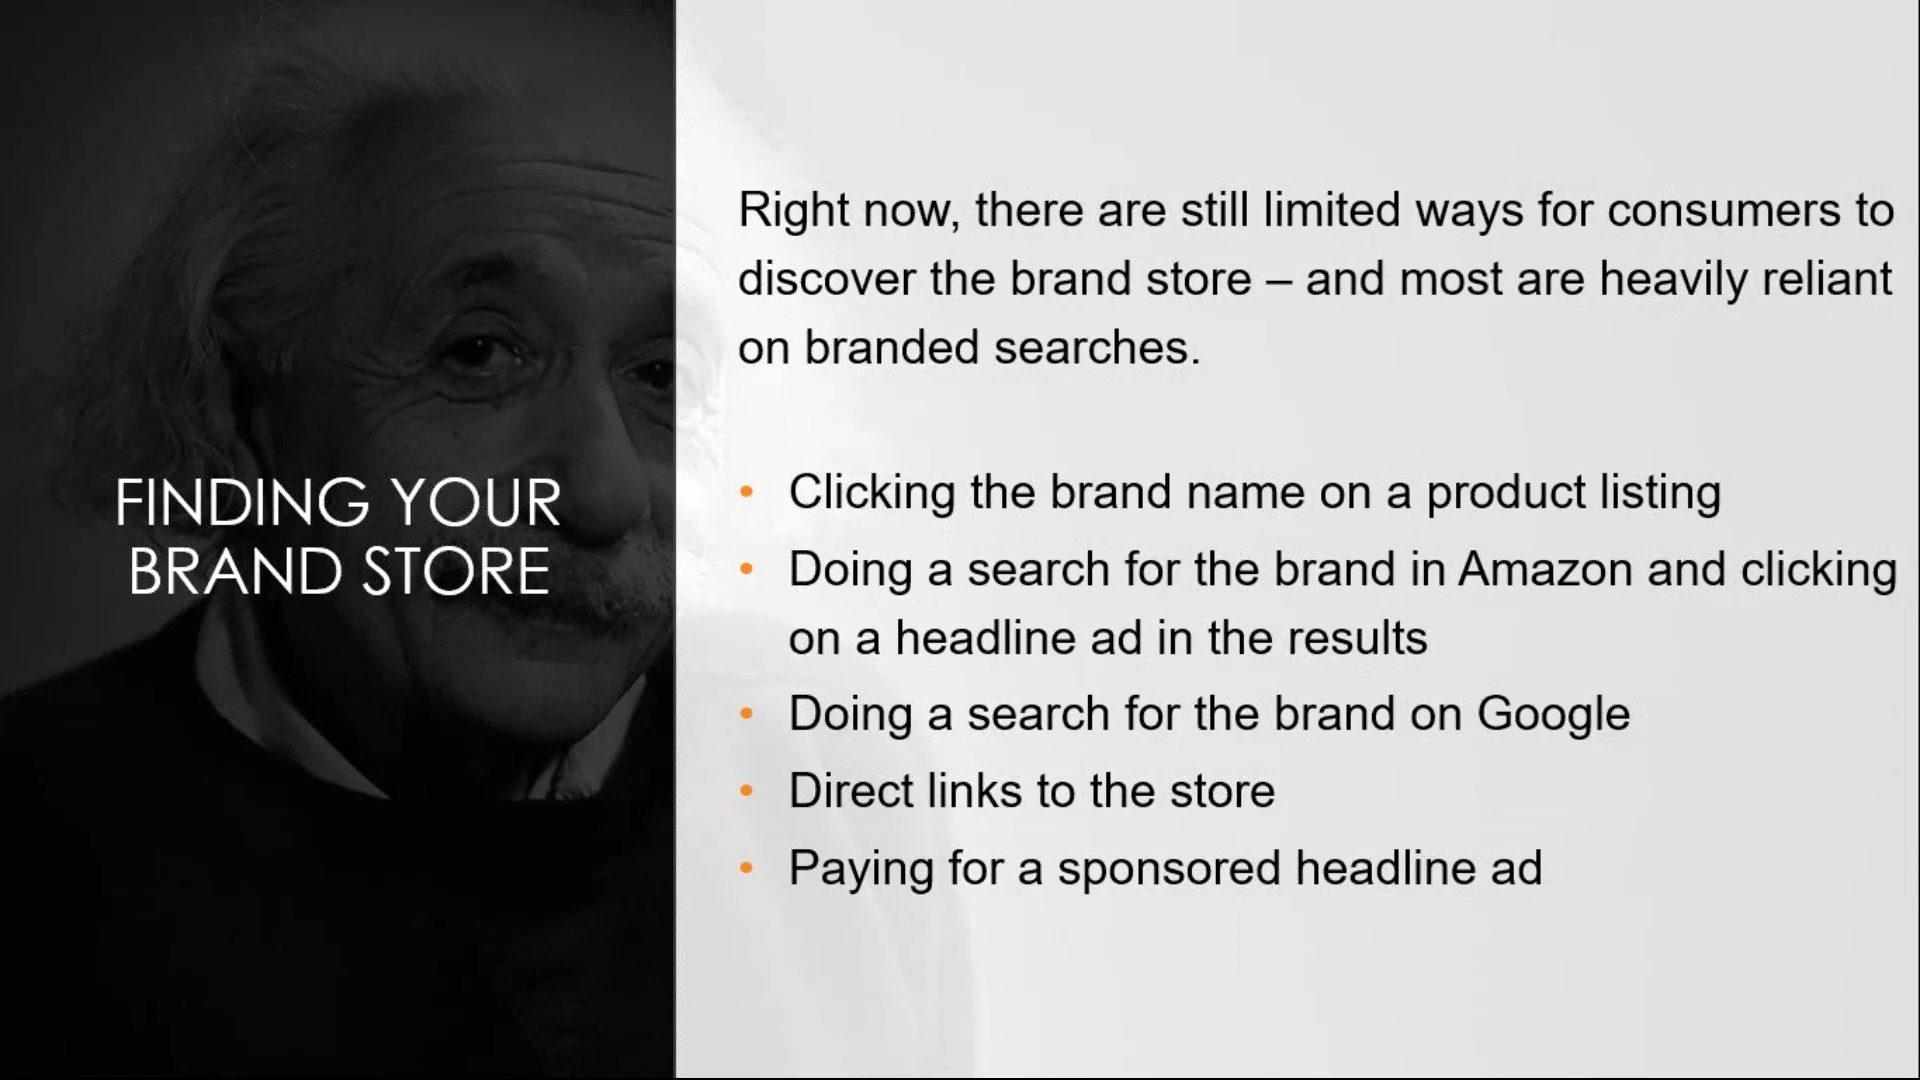 FINDING YOUR
BRAND STORE
Right now, there are still limited ways for consumers to
discover the brand store – and most are heavily reliant
on branded searches.
• Clicking the brand name on a product listing
• Doing a search for the brand in Amazon and clicking
on a headline ad in the results
• Doing a search for the brand on Google
• Direct links to the store
• Paying for a sponsored headline ad